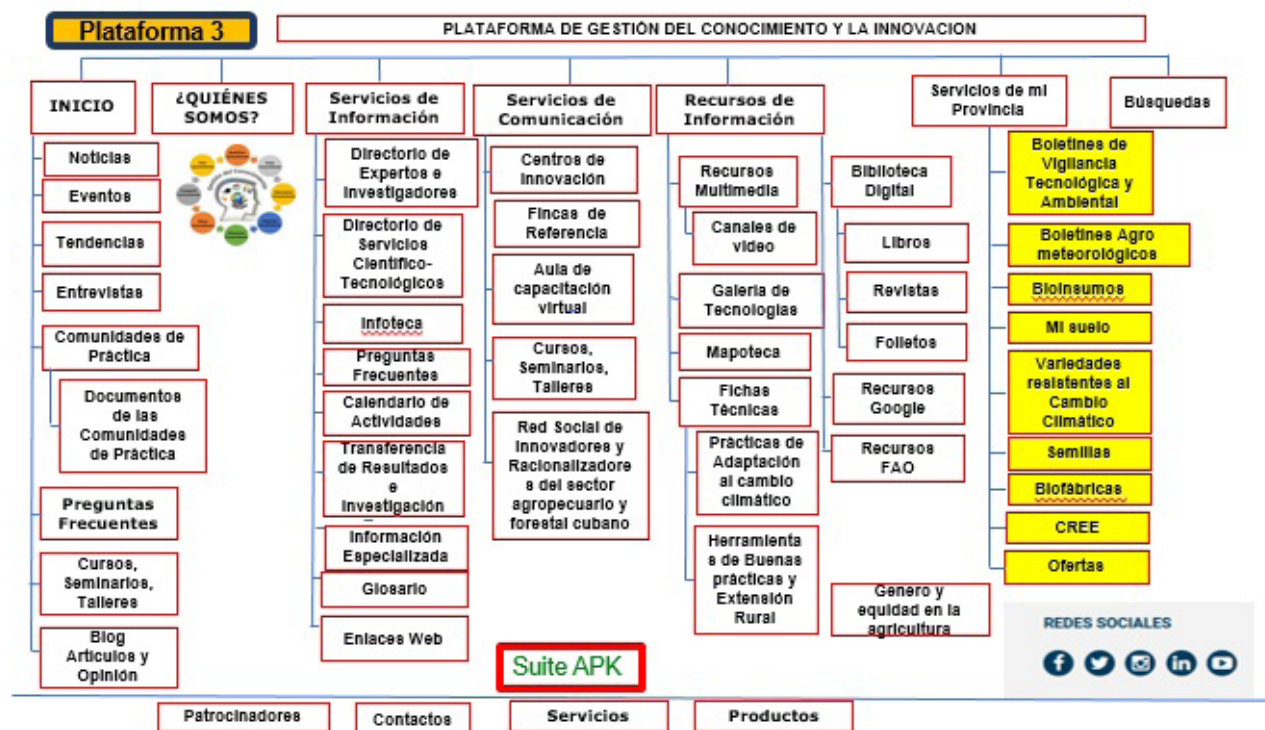 Plataforma 3
PLATAFORMA DE GESTIÓN DEL CONOCIMIENTO Y LA INNOVACION
INICIO
¿QUIÉNES
SOMOS?
Servicios de
Información
Servicios de
Comunicación
Recursos de
Información
Servicios de mi
Provincia
Búsquedas
Noticias
Eventos
Tendencias
Entrevistas
Comunidades de
Práctica
Documentos
de las
Comunidades
de Práctica
Preguntas
Frecuentes
Cursos,
Seminarios,
Talleres
Blog
Artículos y
Opinión
Directorio de
Expertos e
Investigadores
Directorio de
Servicios
Científico-
Tecnológicos
Infoteca
Preguntas
Frecuentes
Calendario de
Actividades
Transferencia
de Resultados
e
Investigación
Información
Especializada
Glosario
Enlaces Web
Centros de
Innovación
Fincas de
Referencia
Aula de
capacitación
virtual
Cursos,
Seminarios,
Talleres
Red Social de
Innovadores y
Racionalizadore
s del sector
agropecuario y
forestal cubano
Suite APK
Recursos
Multimedia
Canales de
video
Galería de
Tecnologías
Mapoteca
Fichas
Técnicas
Prácticas de
Adaptación
al cambio
climático
Herramienta
s de Buenas
prácticas y
Extensión
Rural
Biblioteca
Digital
Libros
Revistas
Folletos
Recursos
Google
Recursos
FAO
Genero y
equidad en la
agricultura
Boletines de
Vigilancia
Tecnológica y
Ambiental
Boletines Agro
meteorológicos
Bioinsumos
Mi suelo
Variedades
resistentes al
Cambio
Climático
Semillas
Biofábricas
CREE
Ofertas
REDES SOCIALES
Patrocinadores
Contactos
Servicios
Productos